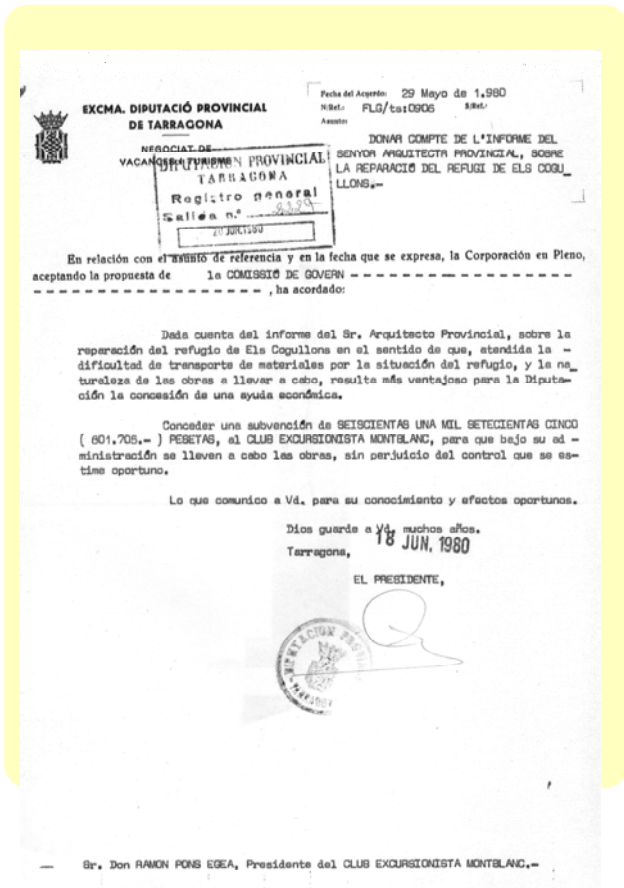 EXCMA. DIPUTACIÓ PROVINCIAL
DE TARRAGONA
NEGOCIAT DE
VACANCES I TURISME
Fecha del Acuerdo: 29 Mayo de 1.980
N/Ref.: FLG/ts:0906 S/Ref.:
Asunto:
DONAR COMPTE DE L'INFORME DEL
SENYOR ARQUITECTA PROVINCIAL, SOBRE
LA REPARACIÓ DEL REFUGI DE ELS COGU_
LLONS.-
DIPUTACION PROVINCIAL
TARRAGONA
Registro general
Salida n.º
20 JUN.1980
En relación con el asunto de referencia y en la fecha que se expresa, la Corporación en Pleno,
aceptando la propuesta de la COMISSIÓ DE GOVERN - - - - - - - - - - - - - - - - -
- - - - - - - - - - - - - - - - - - , ha acordado:
Dada cuenta del informe del Sr. Arquitecto Provincial, sobre la
reparación del refugio de Els Cogullons en el sentido de que, atendida la -
dificultad de transporte de materiales por la situación del refugio, y la na_
turaleza de las obras a llevar a cabo, resulta más ventajoso para la Diputa-
ción la concesión de una ayuda económica.
Conceder una subvención de SEISCIENTAS UNA MIL SETECIENTAS CINCO
( 601.705.- ) PESETAS, al CLUB EXCURSIONISTA MONTBLANC, para que bajo su ad -
ministración se lleven a cabo las obras, sin perjuicio del control que se es-
time oportuno.
Lo que comunico a Vd. para su conocimiento y efectos oportunos.
Dios guarde a Vd. muchos años.
Tarragona, 18 JUN. 1980
EL PRESIDENTE,
DIPUTACION PROVINCIAL
TARRAGONA
Sr. Don RAMON PONS EGEA, Presidente del CLUB EXCURSIONISTA MONTBLANC.-